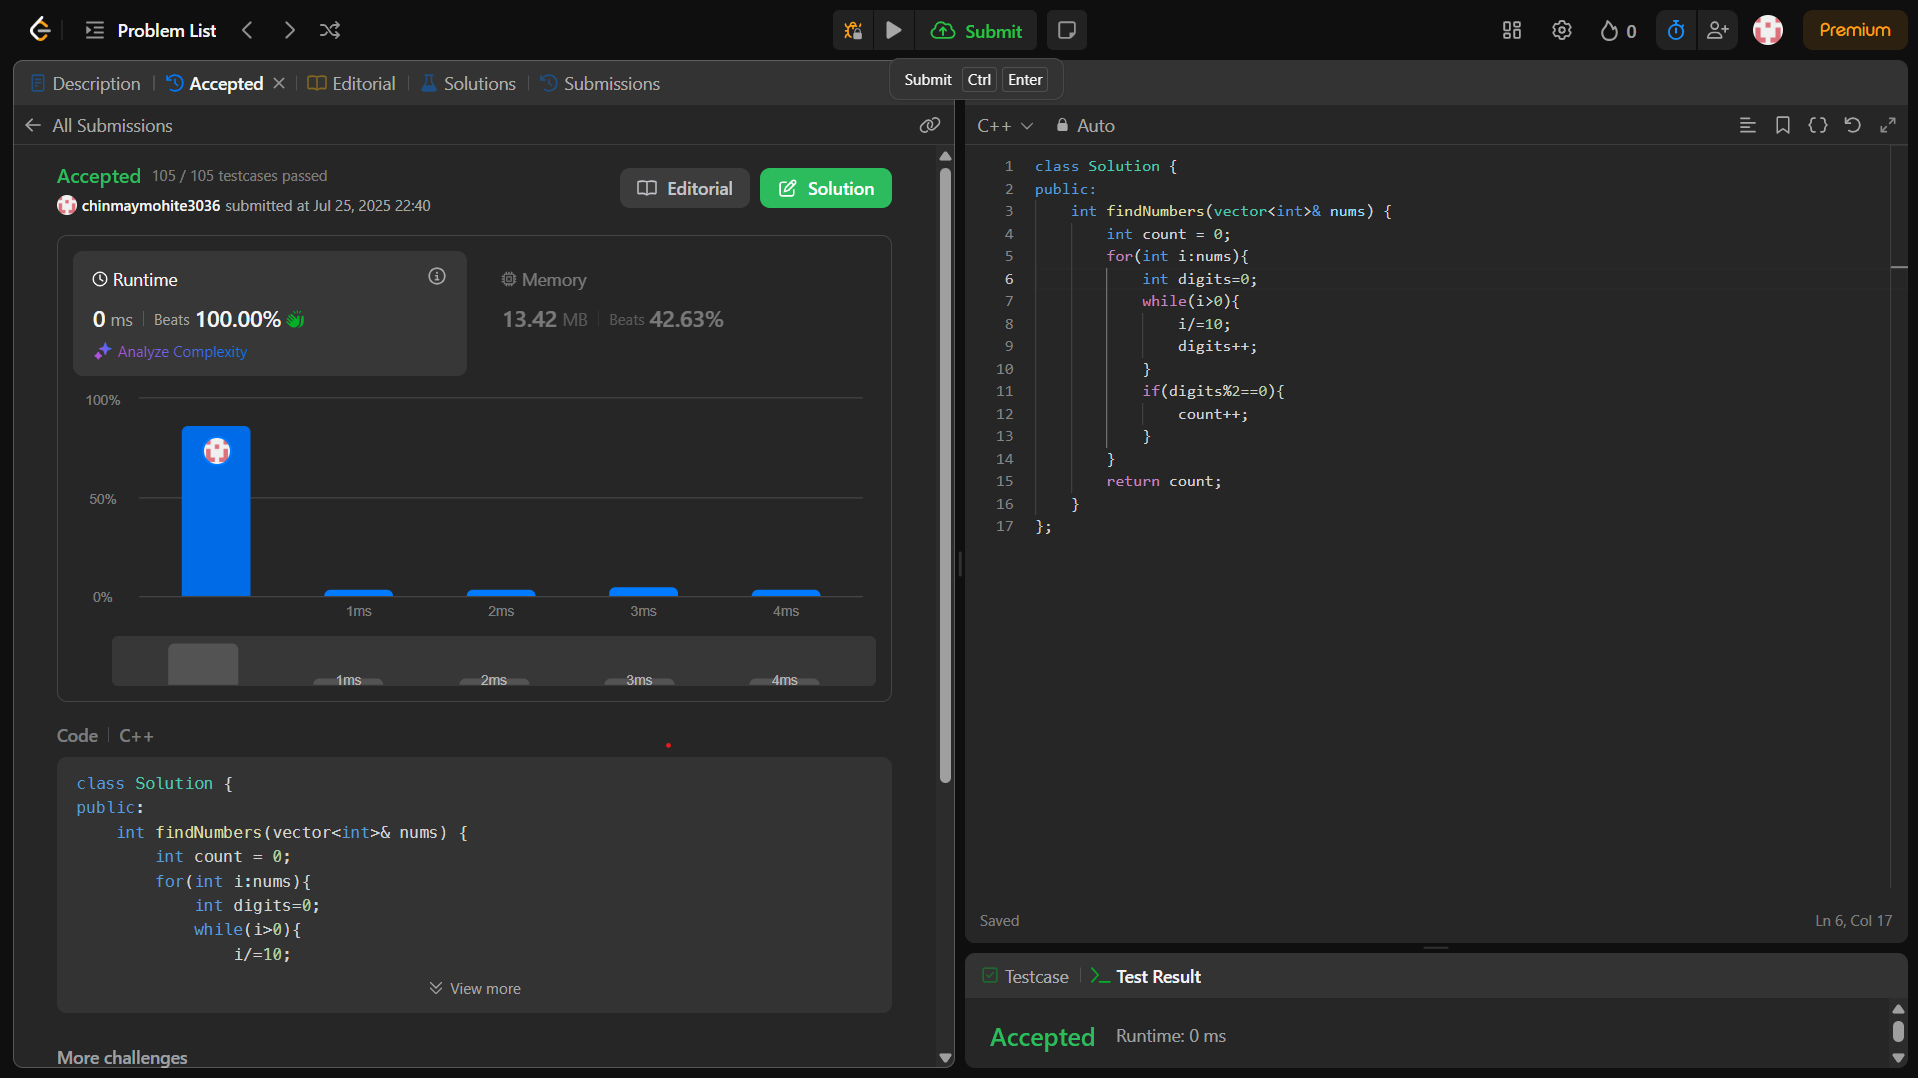 Problem List
Submit
0
Premium
Description
Accepted
Editorial
Solutions
Submissions
Submit Ctrl Enter
All Submissions
Accepted 105 / 105 testcases passed
chinmaymohite3036 submitted at Jul 25, 2025 22:40
Editorial
Solution
Runtime
0 ms Beats 100.00%
Analyze Complexity
Memory
13.42 MB Beats 42.63%
100%
50%
0%
1ms 2ms 3ms 4ms
1ms 2ms 3ms 4ms
Code C++
class Solution {
public:
    int findNumbers(vector<int>& nums) {
        int count = 0;
        for(int i:nums){
            int digits=0;
            while(i>0){
                i/=10;
View more
More challenges
C++ Auto
1 class Solution {
2 public:
3     int findNumbers(vector<int>& nums) {
4         int count = 0;
5         for(int i:nums){
6             int digits=0;
7             while(i>0){
8                 i/=10;
9                 digits++;
10             }
11             if(digits%2==0){
12                 count++;
13             }
14         }
15         return count;
16     }
17 };
Saved Ln 6, Col 17
Testcase Test Result
Accepted Runtime: 0 ms